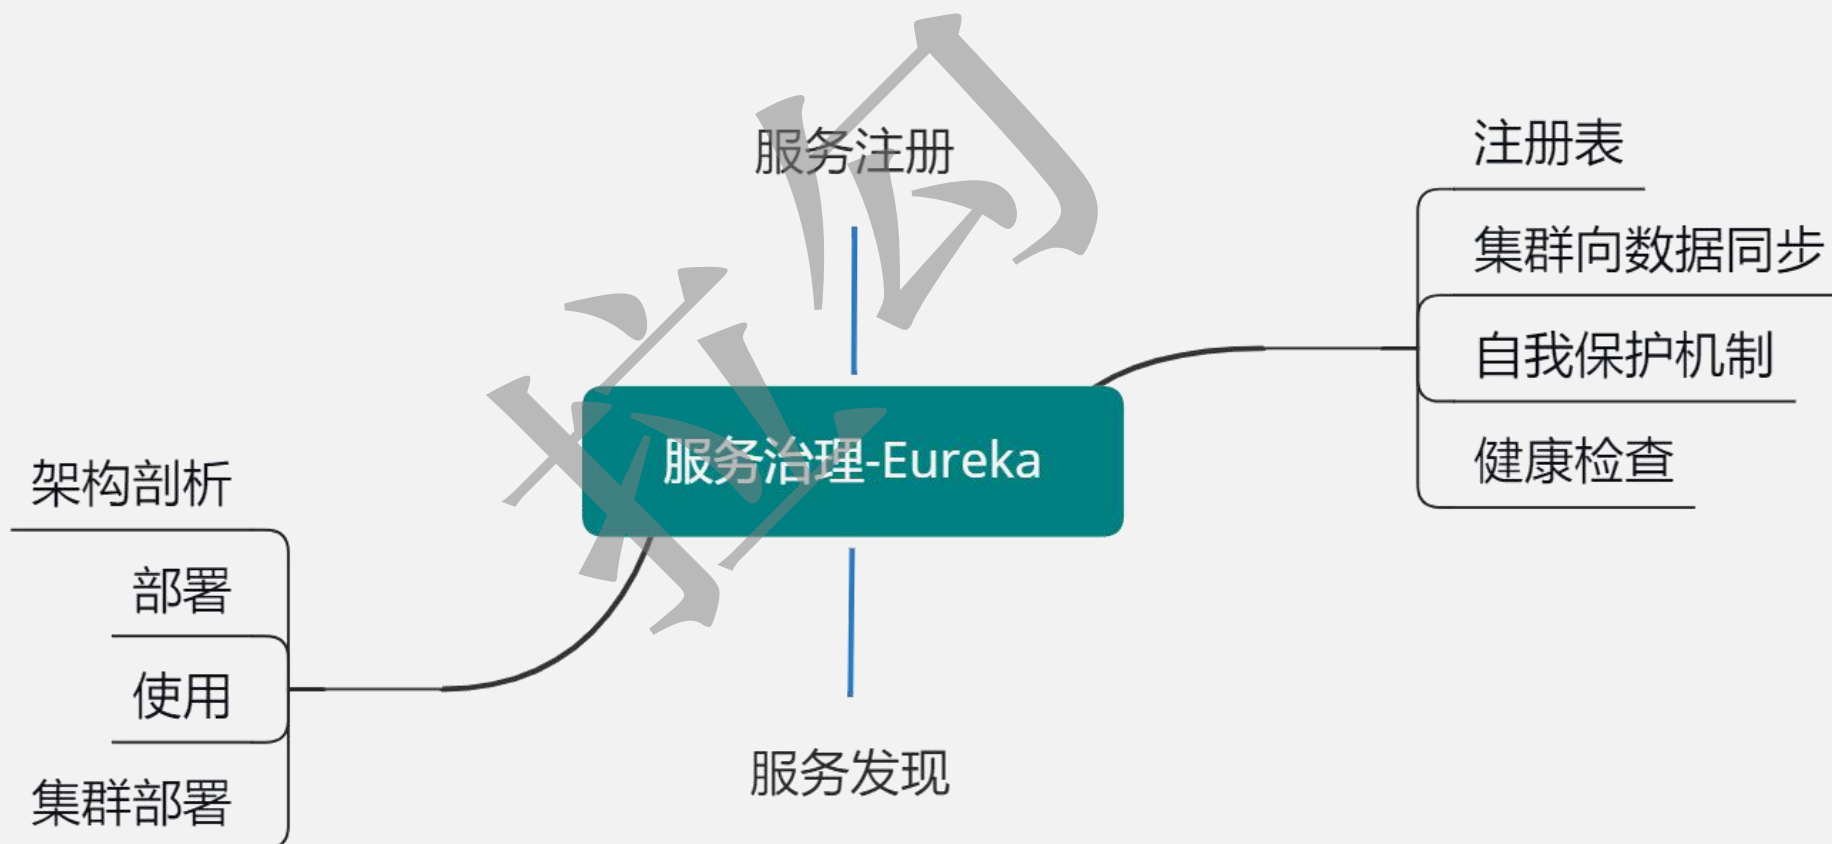 服务注册
注册表
集群向数据同步
自我保护机制
健康检查
服务治理-Eureka
架构剖析
部署
使用
集群部署
服务发现
拉勾